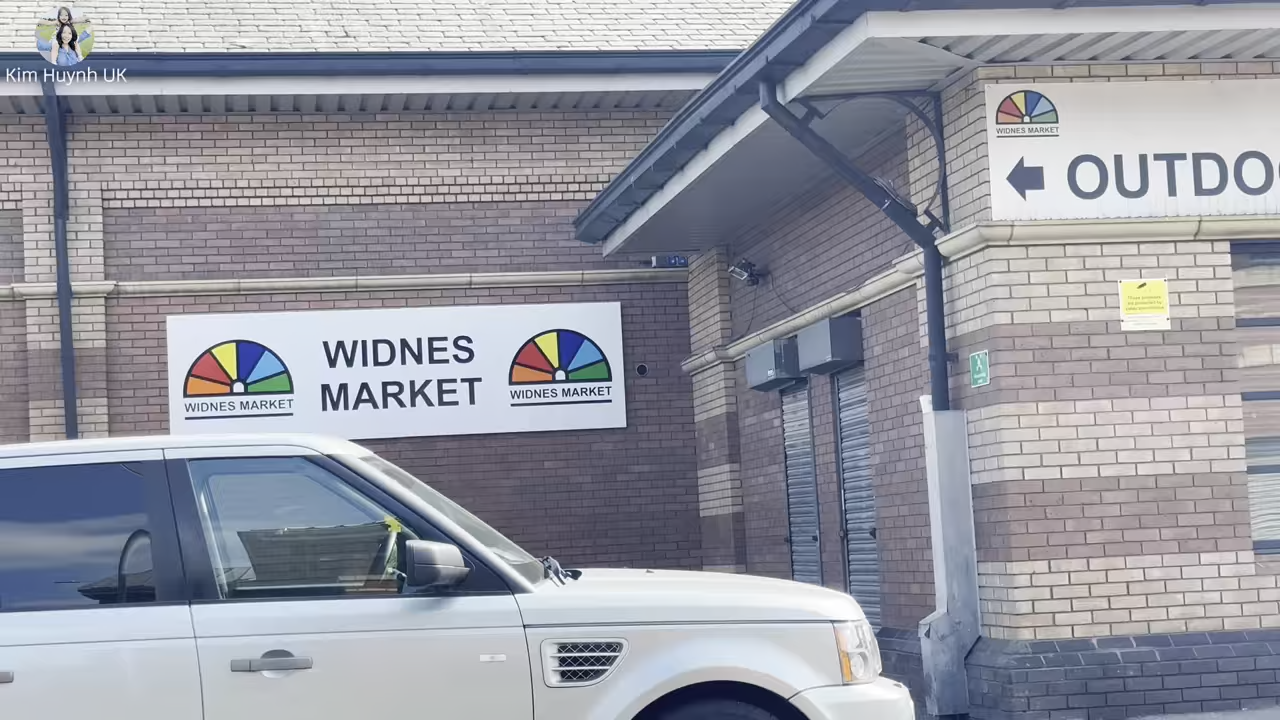 Kim Huynh UK
WIDNES MARKET
WIDNES
MARKET
WIDNES MARKET
WIDNES MARKET
OUTDO